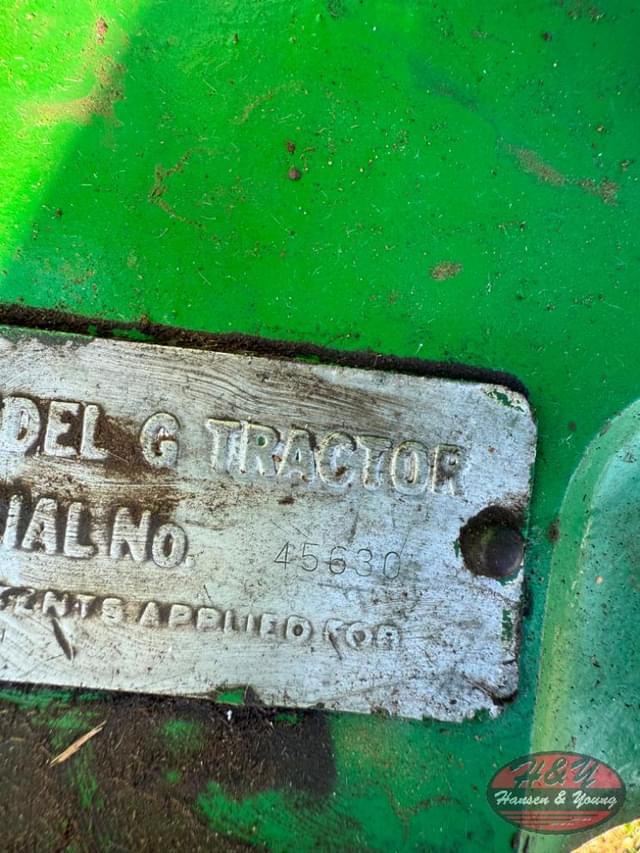 DEL G TRACTOR
IAL NO. 45630
ENTS APPLIED FOR
H&Y
Hansen & Young